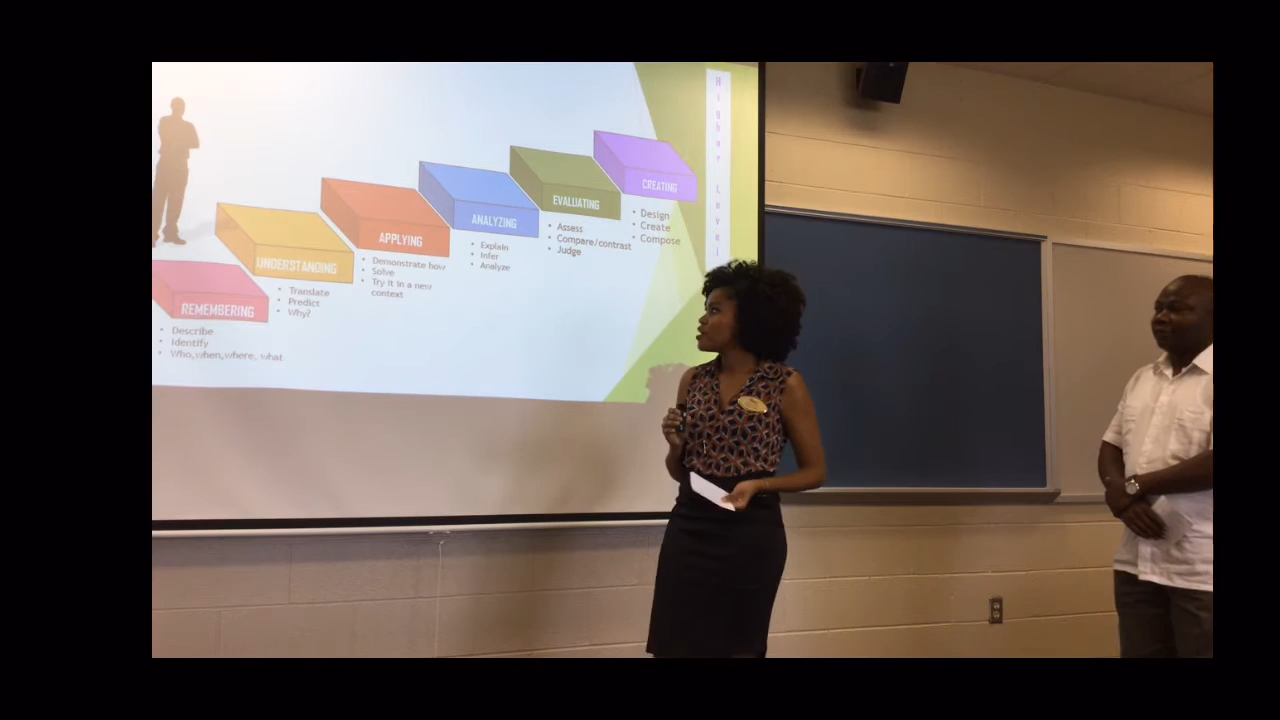 Higher Level
CREATING
Design
Create
Compose
EVALUATING
Assess
Compare/contrast
Judge
ANALYZING
Explain
Infer
Analyze
APPLYING
Demonstrate how
Solve
Try it in a new
context
UNDERSTANDING
Translate
Predict
Why?
REMEMBERING
Describe
Identify
Who, when, where, what